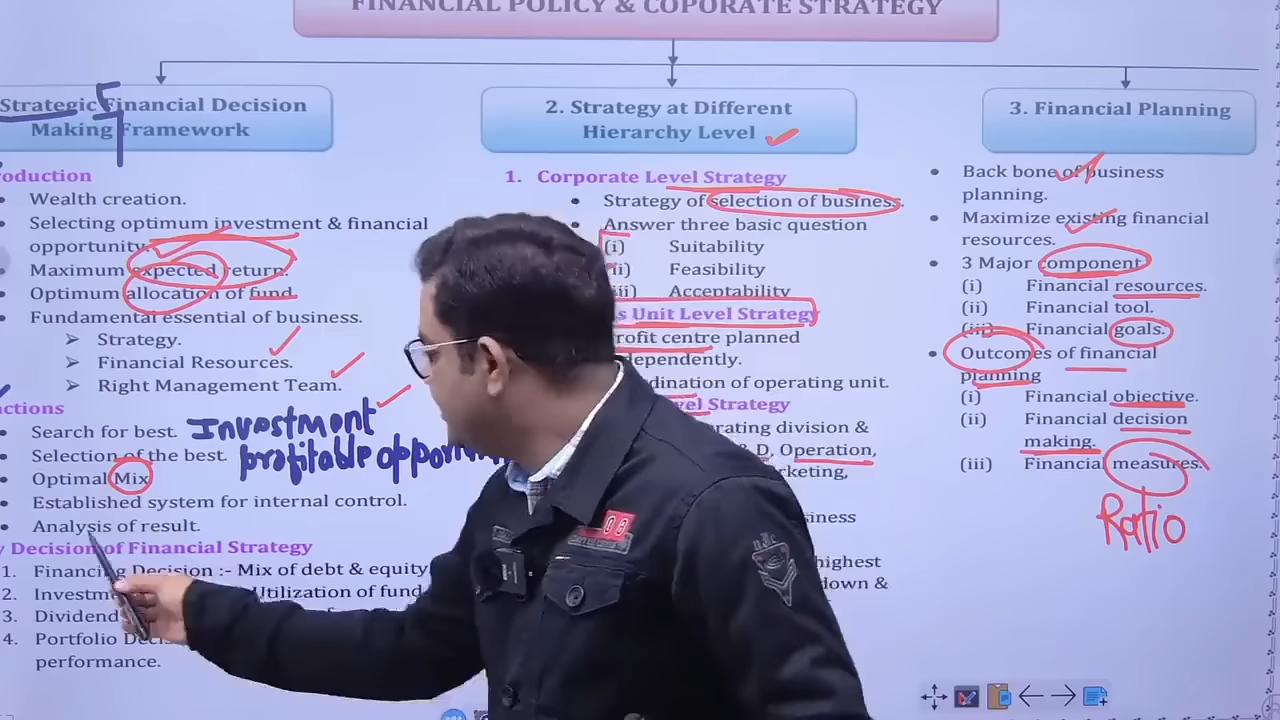 FINANCIAL POLICY & COPORATE STRATEGY
Strategic Financial Decision
Making Framework
oduction
Wealth creation.
Selecting optimum investment & financial
opportunity.
Maximum expected return.
Optimum allocation of fund.
Fundamental essential of business.
Strategy.
Financial Resources.
Right Management Team.
nctions
Search for best. Investment
Selection of the best. profitable
Optimal Mix
Established system for internal control.
Analysis of result.
y Decision of Financial Strategy
1. Financing Decision :- Mix of debt & equity
2. Utilization of fund
3. Dividend
4. Portfolio
performance.
2. Strategy at Different
Hierarchy Level
1. Corporate Level Strategy
Strategy of selection of business.
Answer three basic question
(i) Suitability
(ii) Feasibility
(iii) Acceptability
s Unit Level Strategy
rofit centre planned
dependently.
dination of operating unit.
vel Strategy
rating division &
D, Operation,
rketing,
siness
highest
down &
3. Financial Planning
Back bone of business
planning.
Maximize existing financial
resources.
3 Major component
(i) Financial resources.
(ii) Financial tool.
(iii) Financial goals.
Outcomes of financial
planning
(i) Financial objective.
(ii) Financial decision
making.
(iii) Financial measures.
Ratio